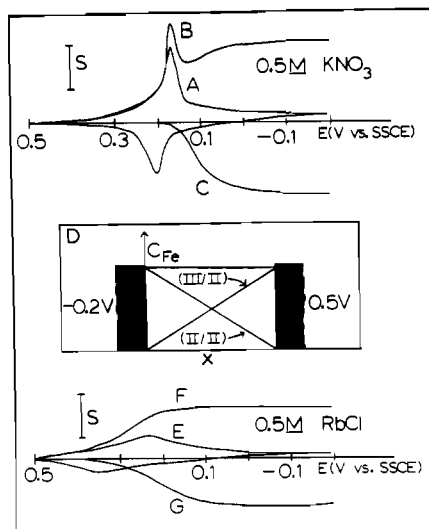 B
S
0.5M KNO3
A
0.5 0.3 0.1 -0.1 E(V vs. SSCE)
C
D
CFe
(III/II)
-0.2V
0.5V
(II/II)
X
S
F
E
0.5M RbCl
0.5 0.1 -0.1 E(V vs. SSCE)
G